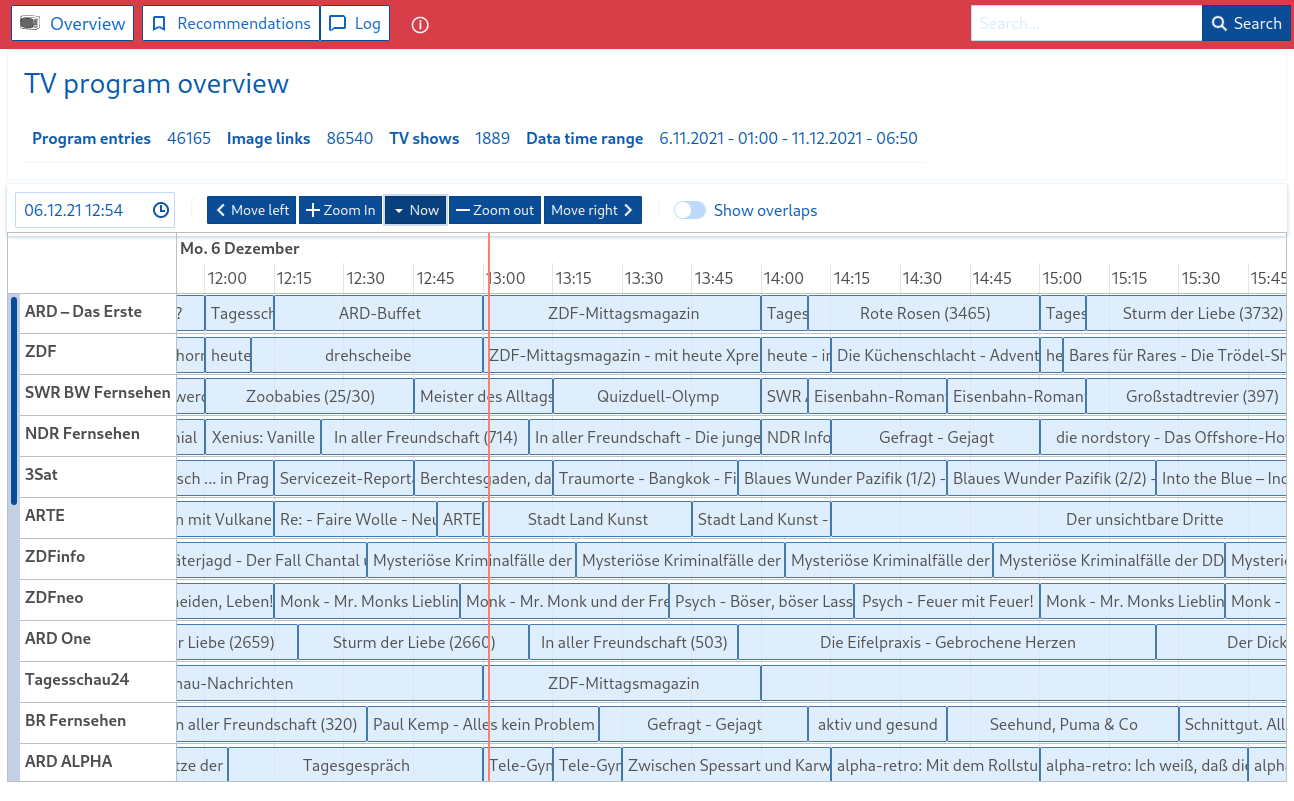 Overview Recommendations Log Search... Search
TV program overview
Program entries 46165 Image links 86540 TV shows 1889 Data time range 6.11.2021 - 01:00 - 11.12.2021 - 06:50
06.12.21 12:54 Move left Zoom In Now Zoom out Move right Show overlaps
Mo. 6 Dezember
12:00 12:15 12:30 12:45 13:00 13:15 13:30 13:45 14:00 14:15 14:30 14:45 15:00 15:15 15:30 15:45
ARD – Das Erste ? Tagessch ARD-Buffet ZDF-Mittagsmagazin Tages Rote Rosen (3465) Tages Sturm der Liebe (3732)
ZDF horn heute drehscheibe ZDF-Mittagsmagazin - mit heute Xpre heute - in Die Küchenschlacht - Advent he Bares für Rares - Die Trödel-Sh
SWR BW Fernsehen werd Zoobabies (25/30) Meister des Alltags Quizduell-Olymp SWR Eisenbahn-Roman Eisenbahn-Roman Großstadtrevier (397)
NDR Fernsehen nial Xenius: Vanille In aller Freundschaft (714) In aller Freundschaft - Die junge NDR Info Gefragt - Gejagt die nordstory - Das Offshore-Ho
3Sat sch ... in Prag Servicezeit-Report Berchtesgaden, da Traumorte - Bangkok - Fi Blaues Wunder Pazifik (1/2) - Blaues Wunder Pazifik (2/2) - Into the Blue – Ind
ARTE n mit Vulkane Re: - Faire Wolle - Neu ARTE Stadt Land Kunst Stadt Land Kunst - Der unsichtbare Dritte
ZDFinfo äterjagd - Der Fall Chantal u Mysteriöse Kriminalfälle der Mysteriöse Kriminalfälle der Mysteriöse Kriminalfälle der Mysteriöse Kriminalfälle der DD Mysterië
ZDFneo neiden, Leben! Monk - Mr. Monks Lieblin Monk - Mr. Monk und der Fre Psych - Böser, böser Lass Psych - Feuer mit Feuer! Monk - Mr. Monks Lieblin Monk -
ARD One r Liebe (2659) Sturm der Liebe (2660) In aller Freundschaft (503) Die Eifelpraxis - Gebrochene Herzen Der Dick
Tagesschau24 hau-Nachrichten ZDF-Mittagsmagazin
BR Fernsehen n aller Freundschaft (320) Paul Kemp - Alles kein Problem Gefragt - Gejagt aktiv und gesund Seehund, Puma & Co Schnittgut. All
ARD ALPHA tze der Tagesgespräch Tele-Gyn Tele-Gyr Zwischen Spessart und Karw alpha-retro: Mit dem Rollstu alpha-retro: Ich weiß, daß die alph